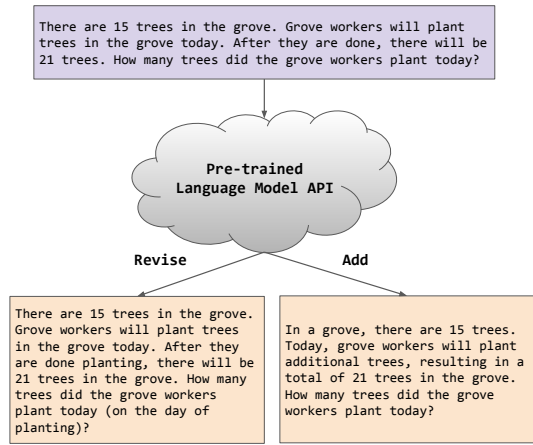 There are 15 trees in the grove. Grove workers will plant
trees in the grove today. After they are done, there will be
21 trees. How many trees did the grove workers plant today?
Pre-trained
Language Model API
Revise
Add
There are 15 trees in the grove.
Grove workers will plant trees
in the grove today. After they
are done planting, there will be
21 trees in the grove. How many
trees did the grove workers
plant today (on the day of
planting)?
In a grove, there are 15 trees.
Today, grove workers will plant
additional trees, resulting in a
total of 21 trees in the grove.
How many trees did the grove
workers plant today?